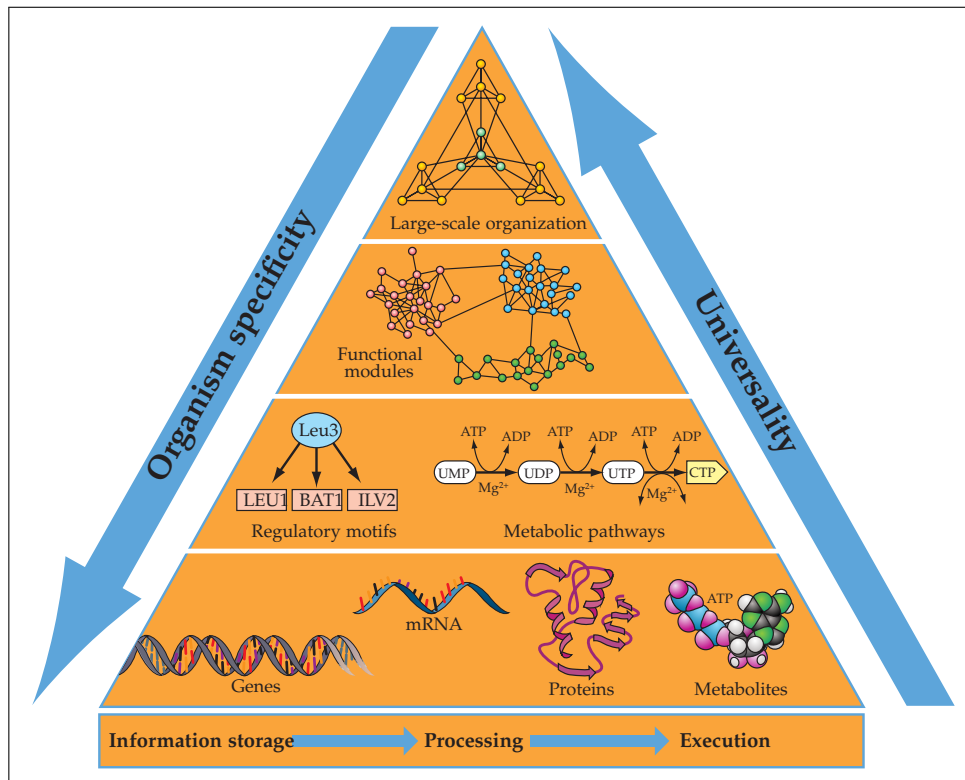 Large-scale organization
Organism specificity
Universality
Functional
modules
Leu3
LEU1 BAT1 ILV2
Regulatory motifs
ATP ADP ATP ADP ATP ADP
UMP UDP UTP CTP
Mg2+ Mg2+ Mg2+
Metabolic pathways
mRNA
ATP
Genes
Proteins
Metabolites
Information storage Processing Execution